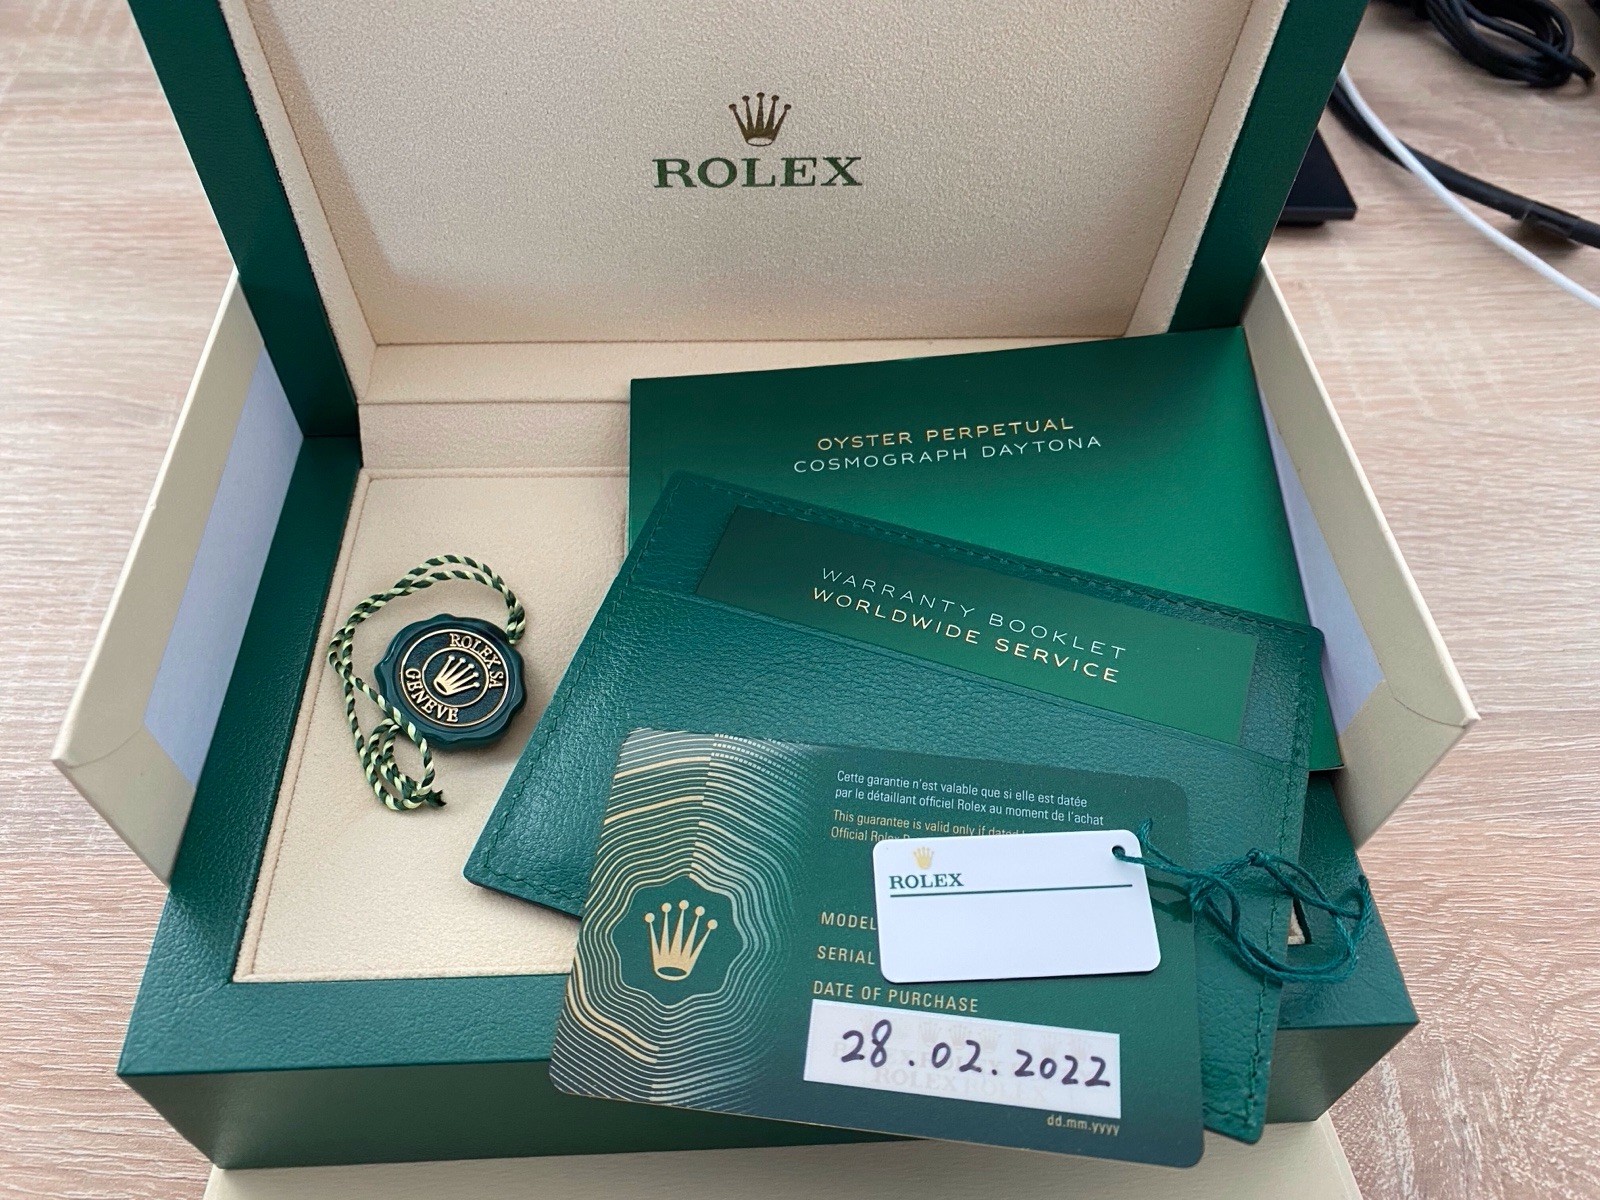 ROLEX
OYSTER PERPETUAL
COSMOGRAPH DAYTONA
WARRANTY BOOKLET
WORLDWIDE SERVICE
ROLEX SA
GENEVE
Cette garantie n'est valable que si elle est datée
par le détaillant officiel Rolex au moment de l'achat
This guarantee is valid only if dated
Official
ROLEX
MODEL
SERIAL
DATE OF PURCHASE
28.02.2022
dd.mm.yyyy